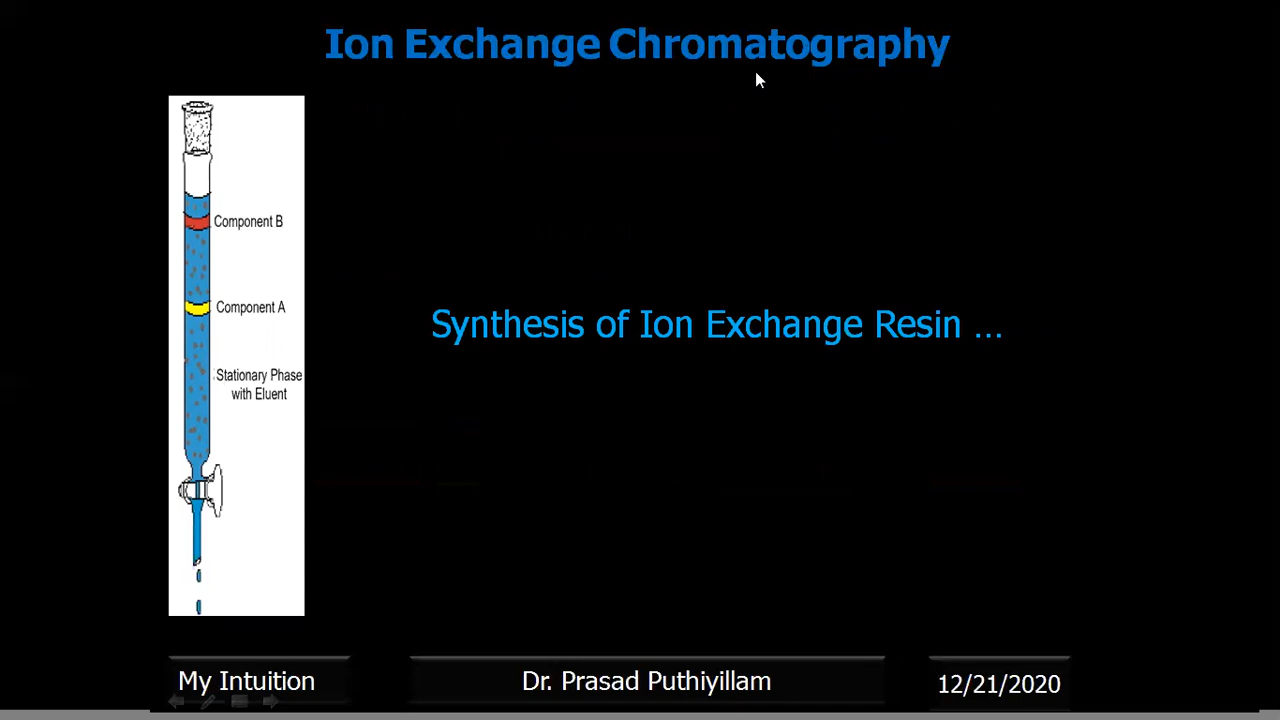 Ion Exchange Chromatography
Component B
Component A
Stationary Phase
with Eluent
Synthesis of Ion Exchange Resin ...
My Intuition
Dr. Prasad Puthiyillam
12/21/2020